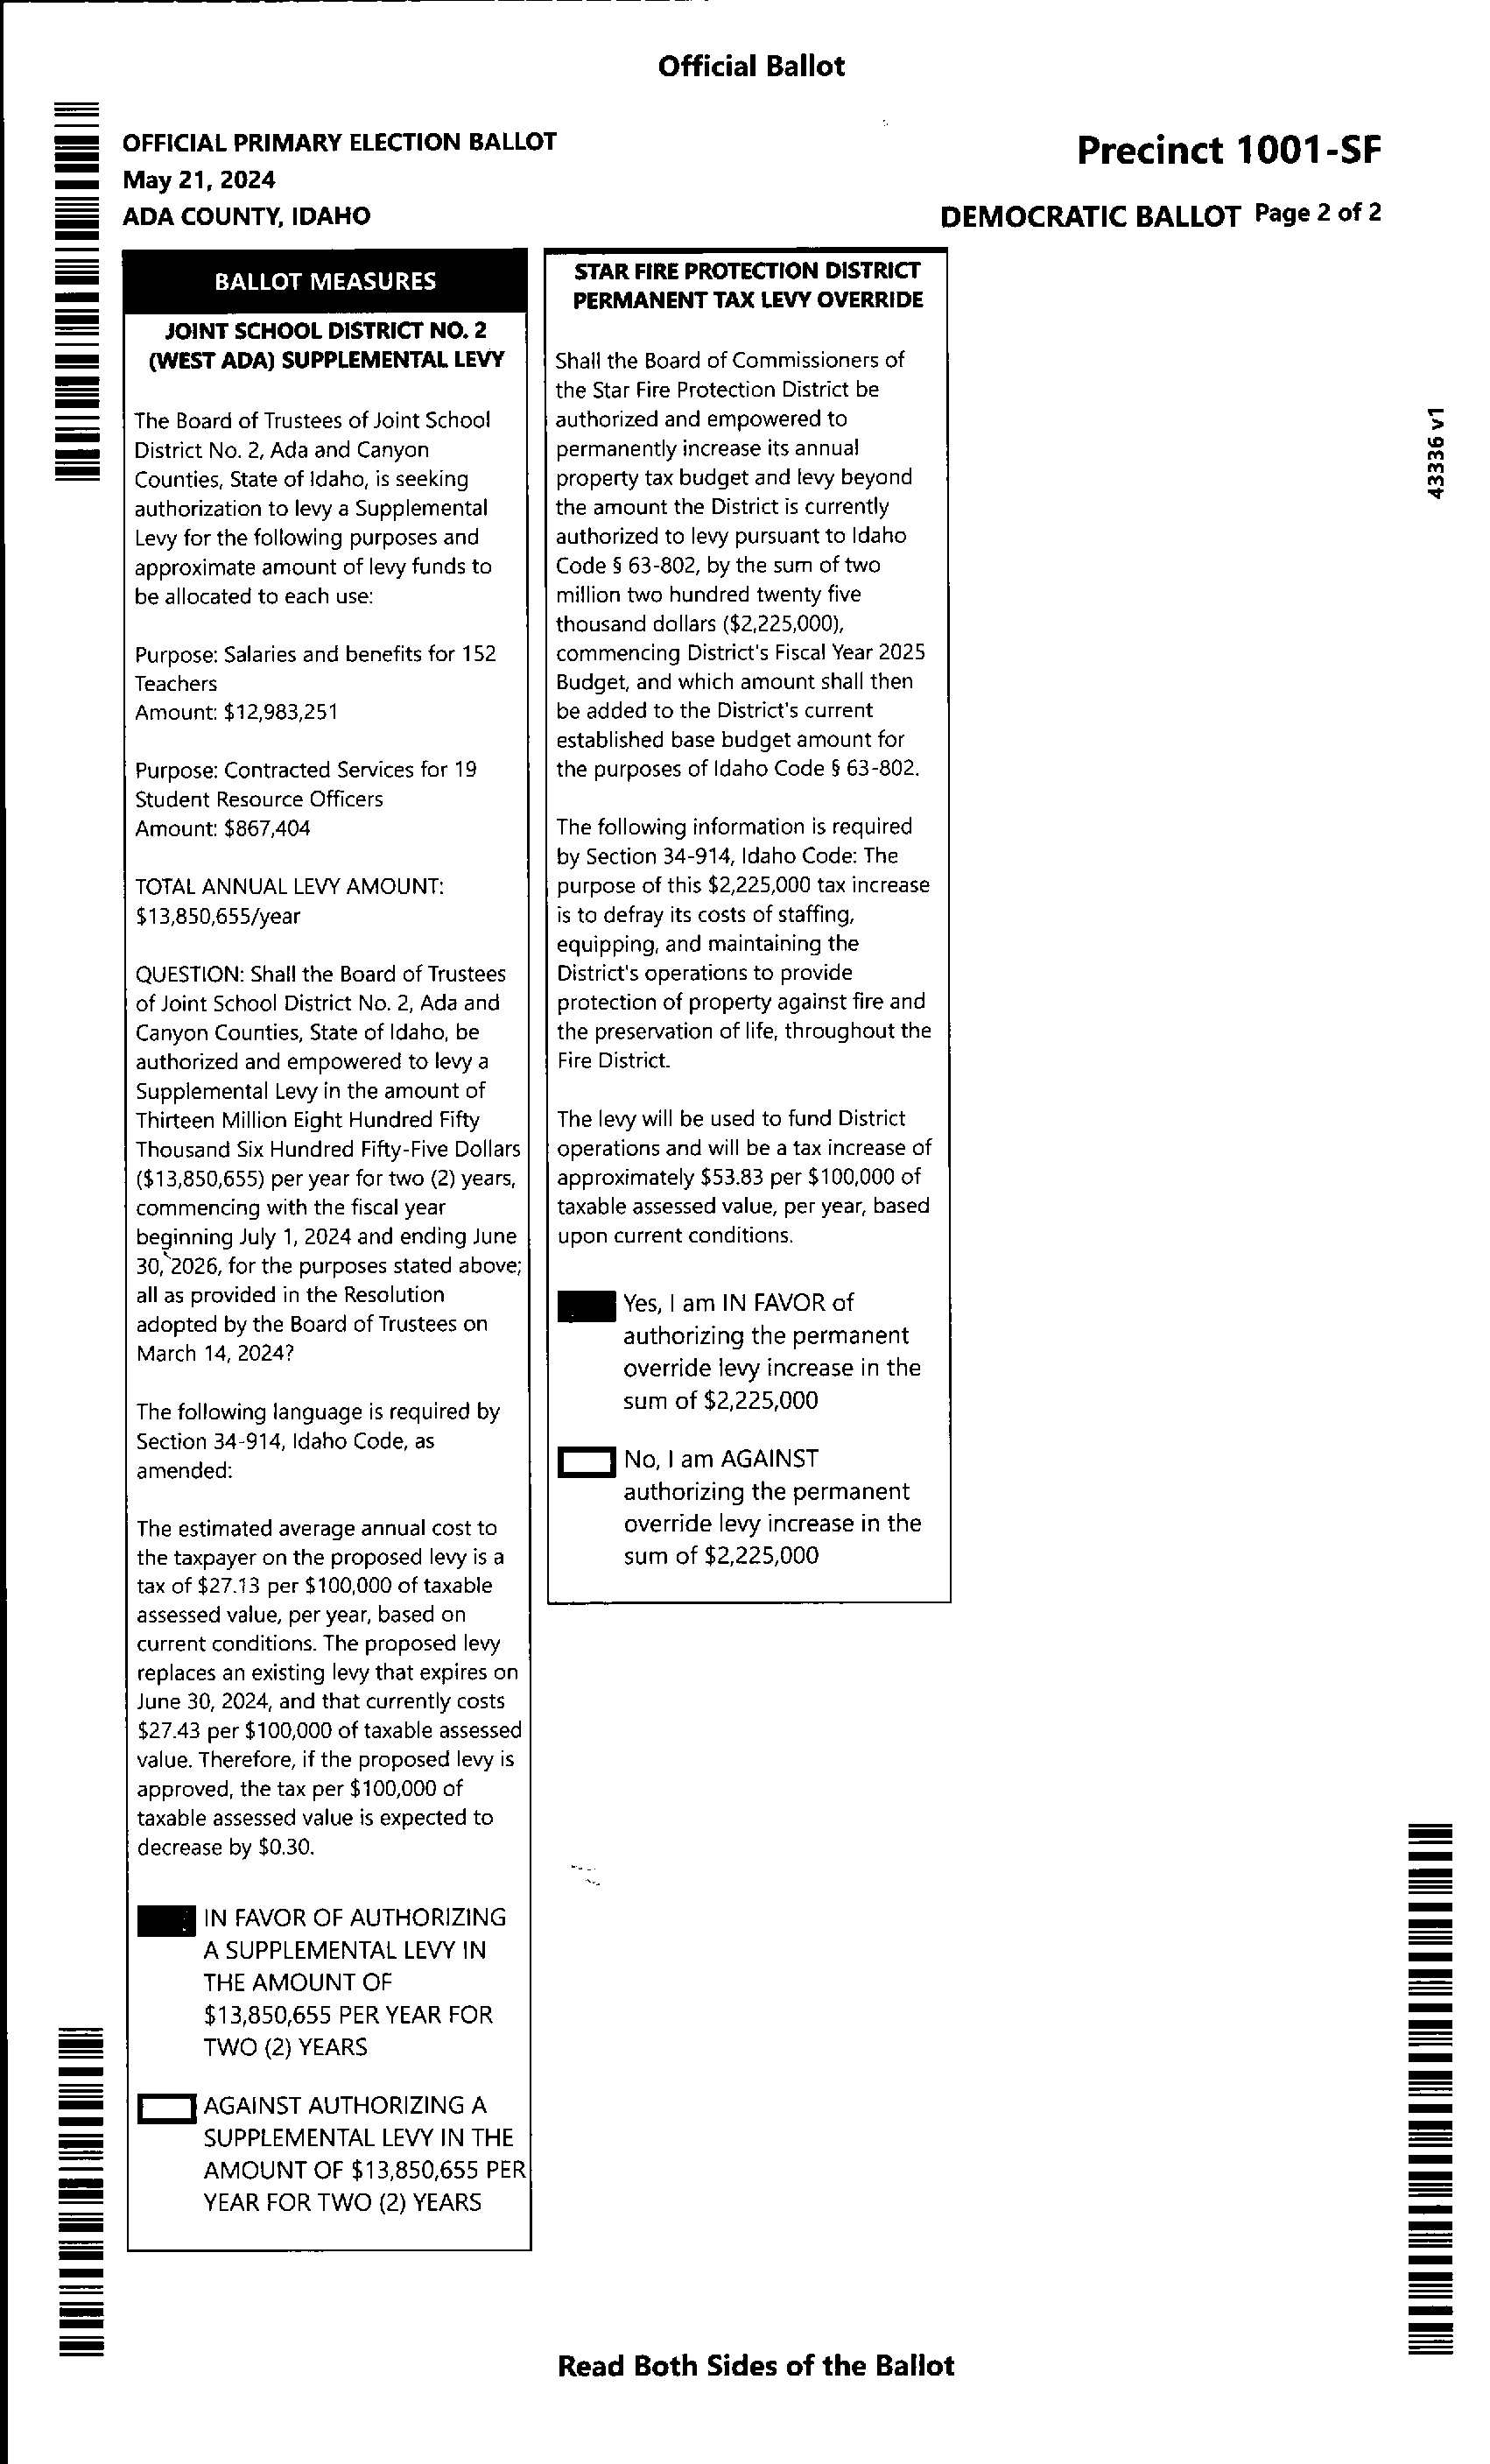 Official Ballot
OFFICIAL PRIMARY ELECTION BALLOT
May 21, 2024
ADA COUNTY, IDAHO
Precinct 1001-SF
DEMOCRATIC BALLOT Page 2 of 2
43336 v1
BALLOT MEASURES
JOINT SCHOOL DISTRICT NO. 2
(WEST ADA) SUPPLEMENTAL LEVY
The Board of Trustees of Joint School
District No. 2, Ada and Canyon
Counties, State of Idaho, is seeking
authorization to levy a Supplemental
Levy for the following purposes and
approximate amount of levy funds to
be allocated to each use:
Purpose: Salaries and benefits for 152
Teachers
Amount: $12,983,251
Purpose: Contracted Services for 19
Student Resource Officers
Amount: $867,404
TOTAL ANNUAL LEVY AMOUNT:
$13,850,655/year
QUESTION: Shall the Board of Trustees
of Joint School District No. 2, Ada and
Canyon Counties, State of Idaho, be
authorized and empowered to levy a
Supplemental Levy in the amount of
Thirteen Million Eight Hundred Fifty
Thousand Six Hundred Fifty-Five Dollars
($13,850,655) per year for two (2) years,
commencing with the fiscal year
beginning July 1, 2024 and ending June
30, 2026, for the purposes stated above;
all as provided in the Resolution
adopted by the Board of Trustees on
March 14, 2024?
The following language is required by
Section 34-914, Idaho Code, as
amended:
The estimated average annual cost to
the taxpayer on the proposed levy is a
tax of $27.13 per $100,000 of taxable
assessed value, per year, based on
current conditions. The proposed levy
replaces an existing levy that expires on
June 30, 2024, and that currently costs
$27.43 per $100,000 of taxable assessed
value. Therefore, if the proposed levy is
approved, the tax per $100,000 of
taxable assessed value is expected to
decrease by $0.30.
IN FAVOR OF AUTHORIZING
A SUPPLEMENTAL LEVY IN
THE AMOUNT OF
$13,850,655 PER YEAR FOR
TWO (2) YEARS
AGAINST AUTHORIZING A
SUPPLEMENTAL LEVY IN THE
AMOUNT OF $13,850,655 PER
YEAR FOR TWO (2) YEARS
STAR FIRE PROTECTION DISTRICT
PERMANENT TAX LEVY OVERRIDE
Shall the Board of Commissioners of
the Star Fire Protection District be
authorized and empowered to
permanently increase its annual
property tax budget and levy beyond
the amount the District is currently
authorized to levy pursuant to Idaho
Code § 63-802, by the sum of two
million two hundred twenty five
thousand dollars ($2,225,000),
commencing District's Fiscal Year 2025
Budget, and which amount shall then
be added to the District's current
established base budget amount for
the purposes of Idaho Code § 63-802.
The following information is required
by Section 34-914, Idaho Code: The
purpose of this $2,225,000 tax increase
is to defray its costs of staffing,
equipping, and maintaining the
District's operations to provide
protection of property against fire and
the preservation of life, throughout the
Fire District.
The levy will be used to fund District
operations and will be a tax increase of
approximately $53.83 per $100,000 of
taxable assessed value, per year, based
upon current conditions.
Yes, I am IN FAVOR of
authorizing the permanent
override levy increase in the
sum of $2,225,000
No, I am AGAINST
authorizing the permanent
override levy increase in the
sum of $2,225,000
Read Both Sides of the Ballot